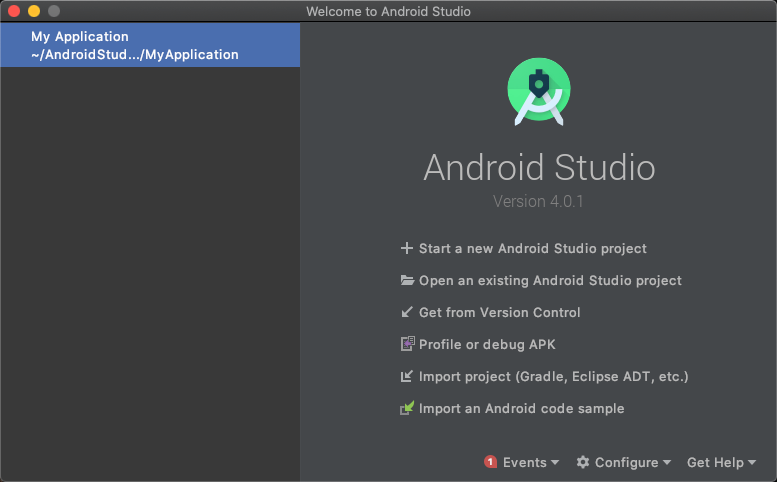 Welcome to Android Studio
My Application
~/AndroidStud.../MyApplication
Android Studio
Version 4.0.1
Start a new Android Studio project
Open an existing Android Studio project
Get from Version Control
Profile or debug APK
Import project (Gradle, Eclipse ADT, etc.)
Import an Android code sample
1 Events Configure Get Help